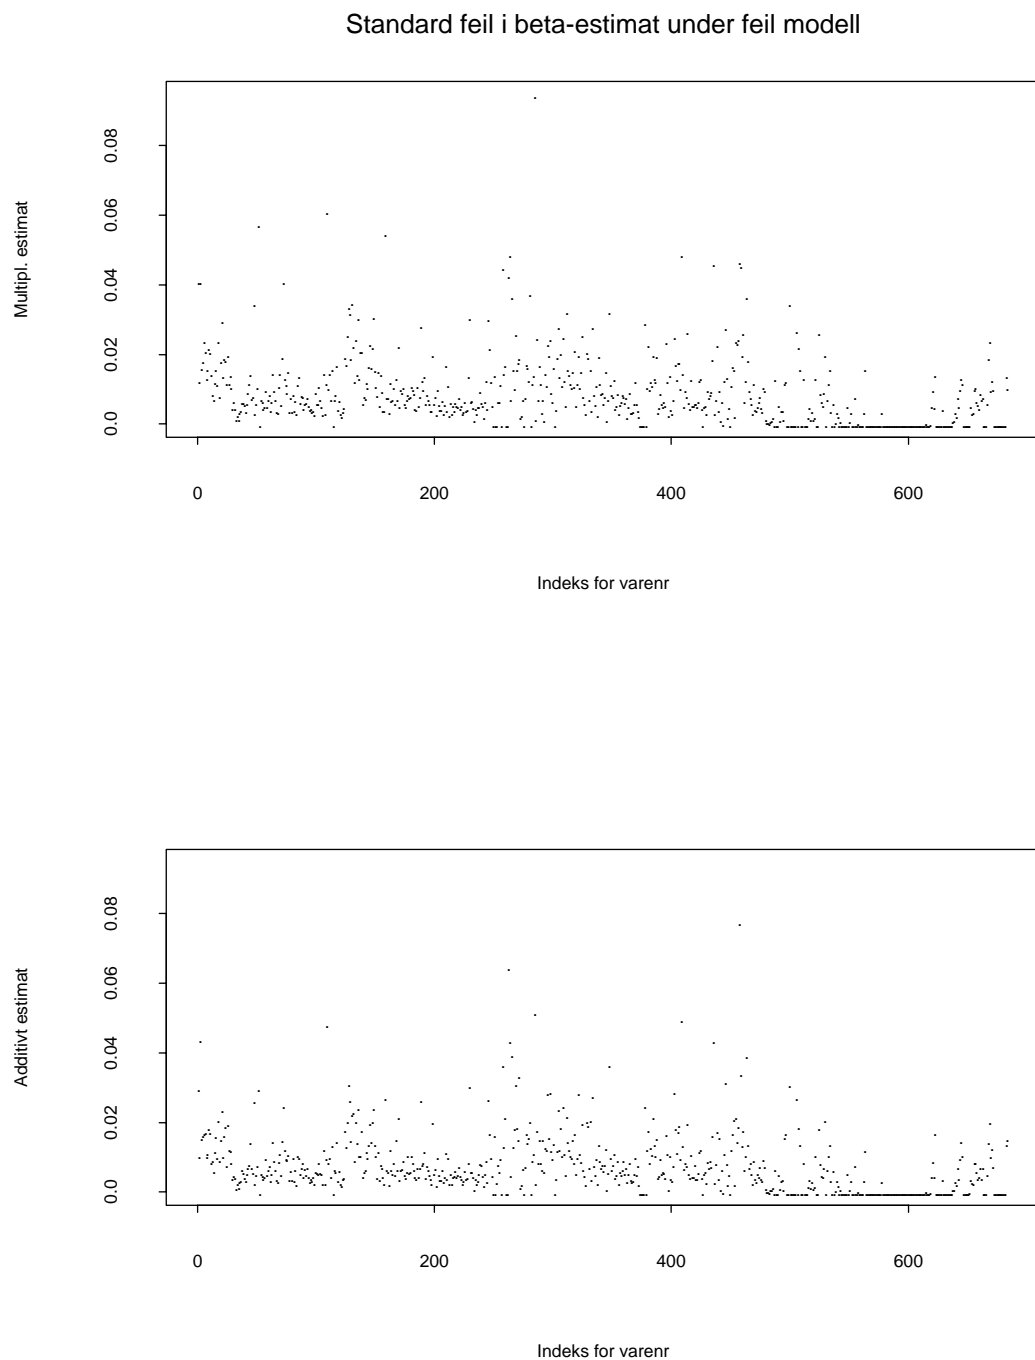 Standard feil i beta-estimat under feil modell
Multipl. estimat
0.08
0.06
0.04
0.02
0.0
0 200 400 600
Indeks for varenr
Additivt estimat
0.08
0.06
0.04
0.02
0.0
0 200 400 600
Indeks for varenr